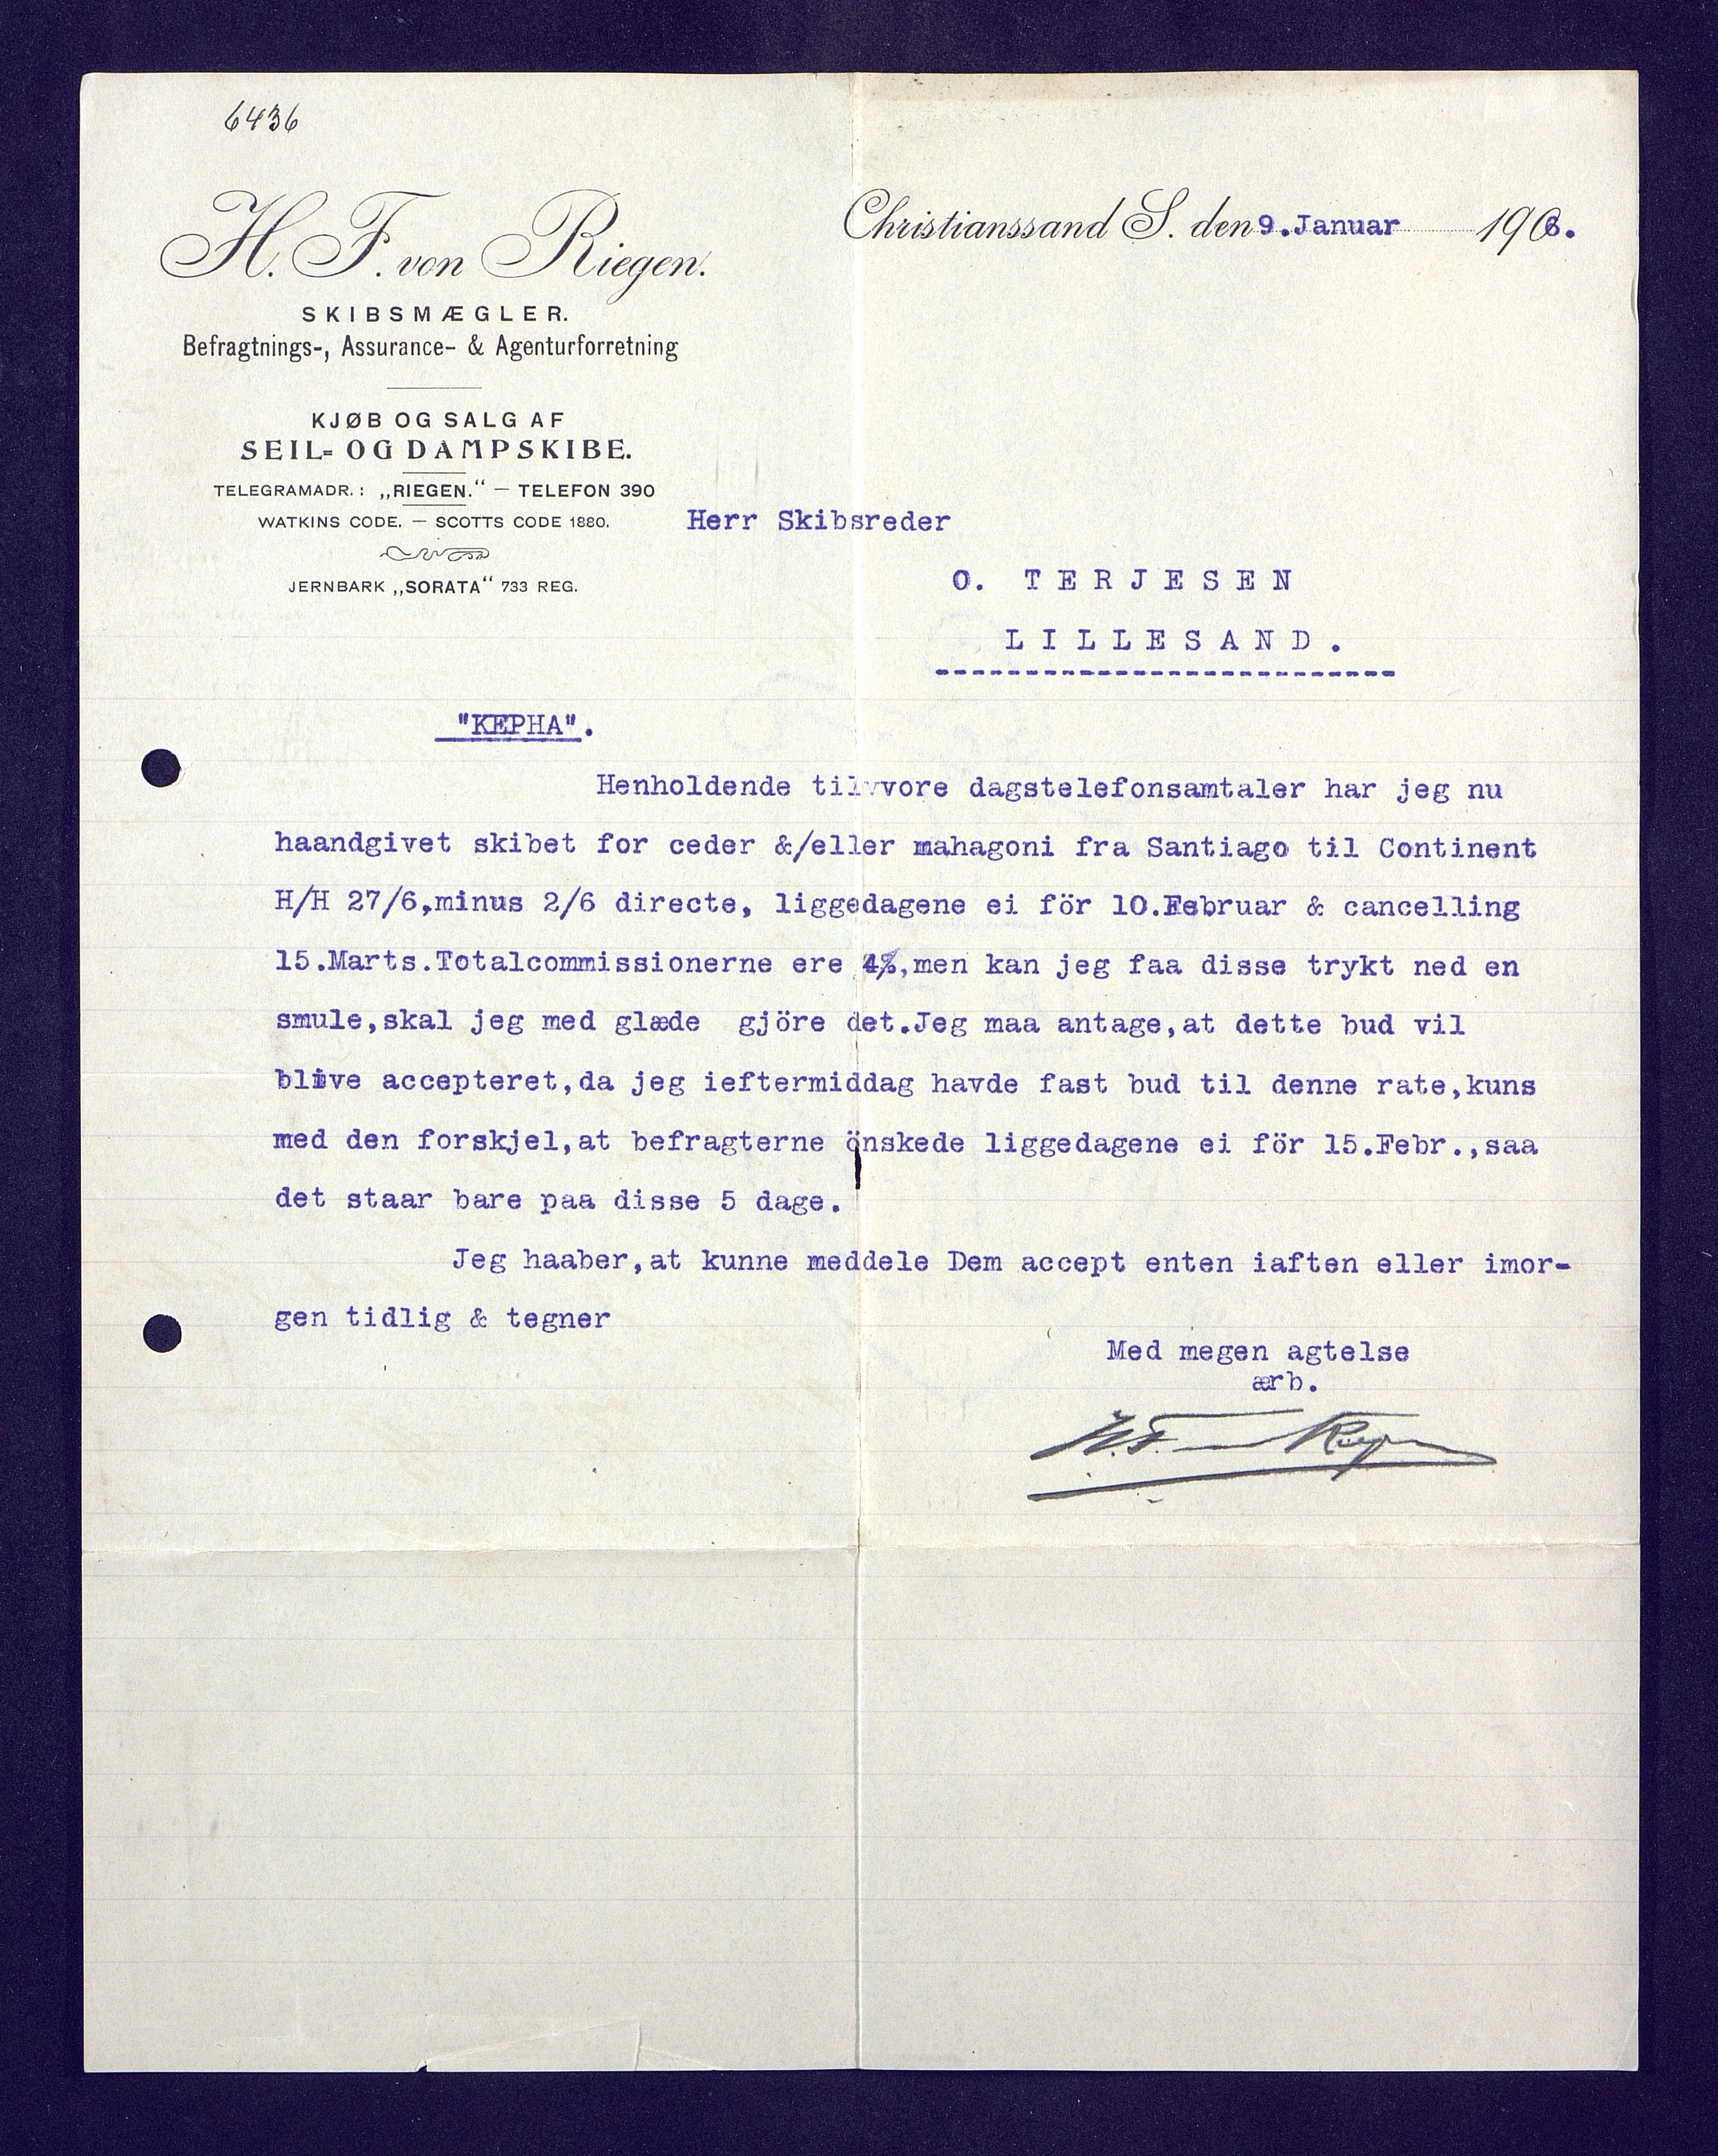 6436
H. F. von Riegen.
SKIBSMÆGLER.
Befragtnings-, Assurance- & Agenturforretning
KJØB OG SALG AF
SEIL- OG DAMPSKIBE.
TELEGRAMADR.: „RIEGEN.“ — TELEFON 390
WATKINS CODE. — SCOTTS CODE 1880.
JERNBARK „SORATA“ 733 REG.
Christianssand S. den 9.Januar 1906.
Herr Skibsreder
O. TERJESEN
LILLESAND.
"KEPHA".
Henholdende til vore dagstelefonsamtaler har jeg nu
haandgivet skibet for ceder &/eller mahagoni fra Santiago til Continent
H/H 27/6,minus 2/6 directe, liggedagene ei för 10.Februar & cancelling
15.Marts.Totalcommissionerne ere 4%,men kan jeg faa disse trykt ned en
smule,skal jeg med glæde gjöre det.Jeg maa antage,at dette bud vil
blive accepteret,da jeg ieftermiddag havde fast bud til denne rate,kuns
med den forskjel,at befragterne önskede liggedagene ei för 15.Febr.,saa
det staar bare paa disse 5 dage.
Jeg haaber,at kunne meddele Dem accept enten iaften eller imor-
gen tidlig & tegner
Med megen agtelse
ærb.
H. F. von Riegen